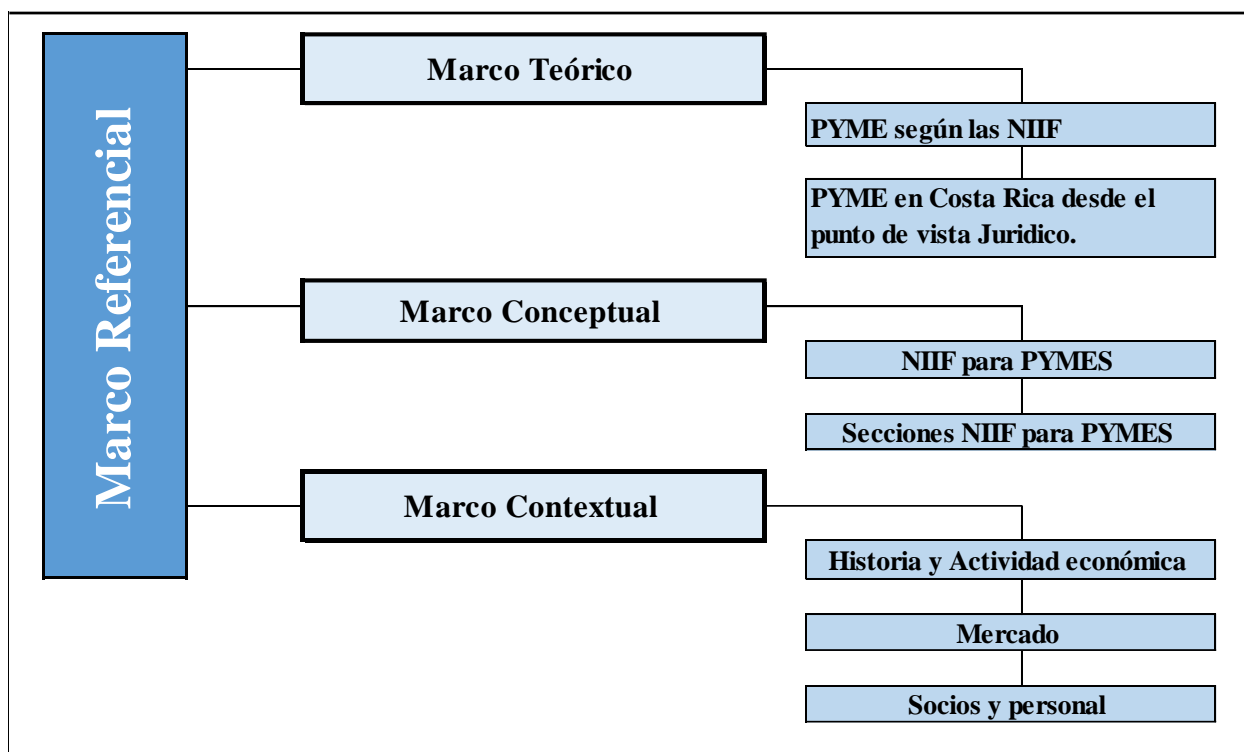 Marco Referencial
Marco Teórico
PYME según las NIIF
PYME en Costa Rica desde el
punto de vista Juridico.
Marco Conceptual
NIIF para PYMES
Secciones NIIF para PYMES
Marco Contextual
Historia y Actividad económica
Mercado
Socios y personal